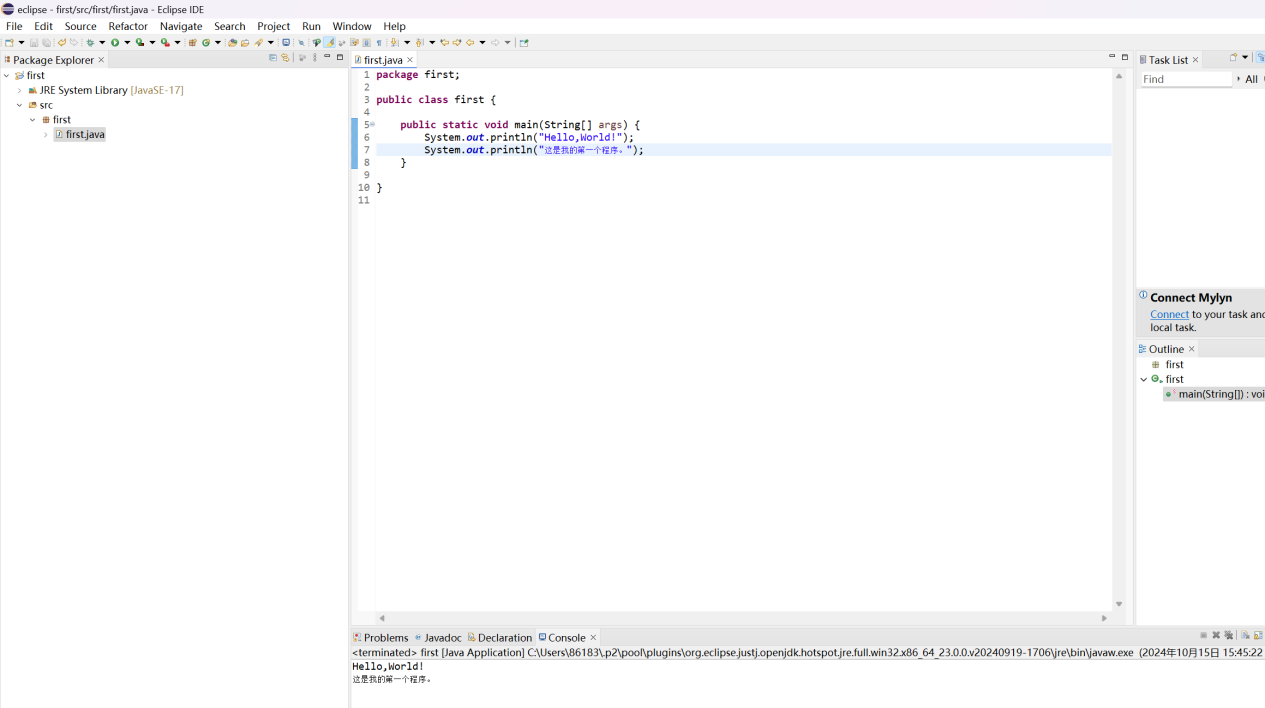 eclipse - first/src/first/first.java - Eclipse IDE
File Edit Source Refactor Navigate Search Project Run Window Help
Package Explorer
first
JRE System Library [JavaSE-17]
src
first
first.java
first.java
1 package first;
2
3 public class first {
4
5 public static void main(String[] args) {
6 System.out.println("Hello,World!");
7 System.out.println("这是我的第一个程序。");
8 }
9
10 }
11
Task List
Find
All
Connect Mylyn
Connect to your task and
local task.
Outline
first
first
main(String[]) : voi
Problems Javadoc Declaration Console
<terminated> first [Java Application] C:\Users\86183\.p2\pool\plugins\org.eclipse.justj.openjdk.hotspot.jre.full.win32.x86_64_23.0.0.v20240919-1706\jre\bin\javaw.exe (2024年10月15日 15:45:22
Hello,World!
这是我的第一个程序。